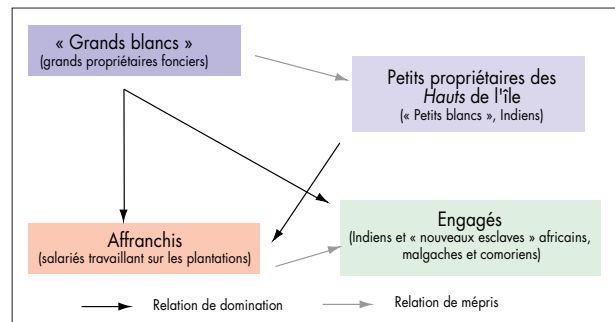 « Grands blancs »
(grands propriétaires fonciers)
Petits propriétaires des
Hauts de l'île
(« Petits blancs », Indiens)
Affranchis
(salariés travaillant sur les plantations)
Engagés
(Indiens et « nouveaux esclaves » africains,
malgaches et comoriens)
Relation de domination
Relation de mépris